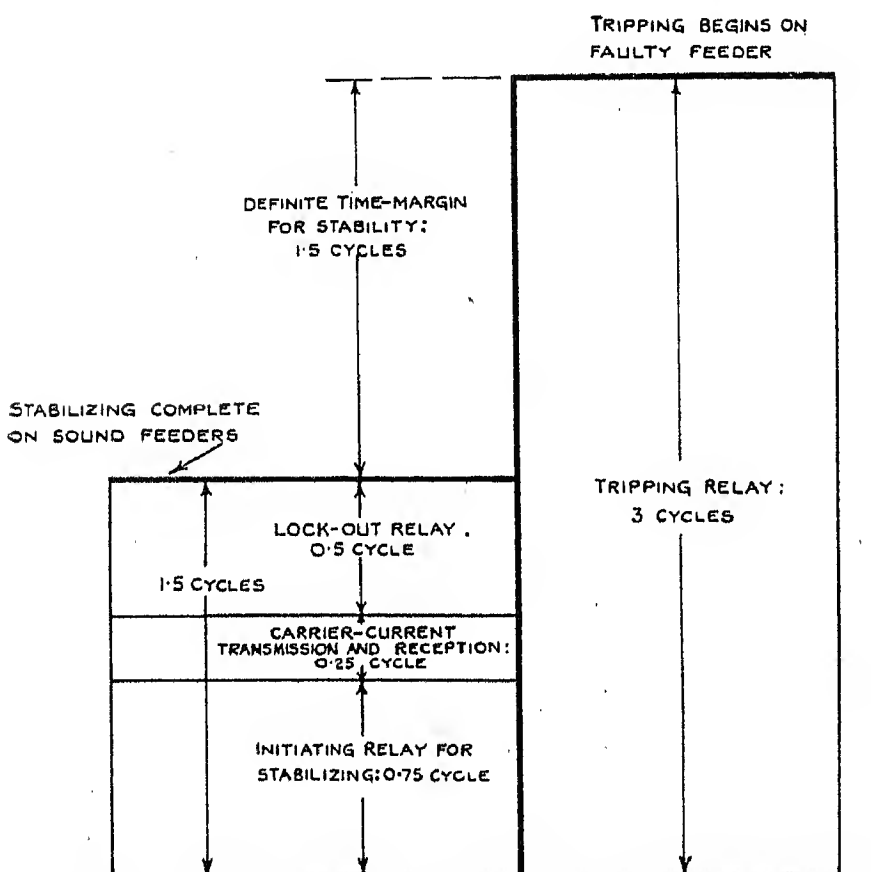 TRIPPING BEGINS ON
FAULTY FEEDER
DEFINITE TIME-MARGIN
FOR STABILITY:
1·5 CYCLES
STABILIZING COMPLETE
ON SOUND FEEDERS
TRIPPING RELAY:
3 CYCLES
LOCK-OUT RELAY.
0·5 CYCLE
1·5 CYCLES
CARRIER-CURRENT
TRANSMISSION AND RECEPTION:
0·25 CYCLE
INITIATING RELAY FOR
STABILIZING:0·75 CYCLE